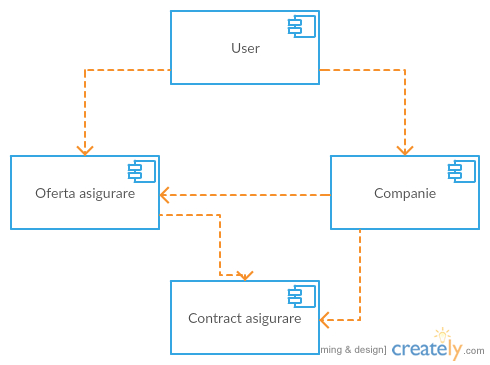 User
Oferta asigurare
Companie
Contract asigurare
ming & design]
creately.com